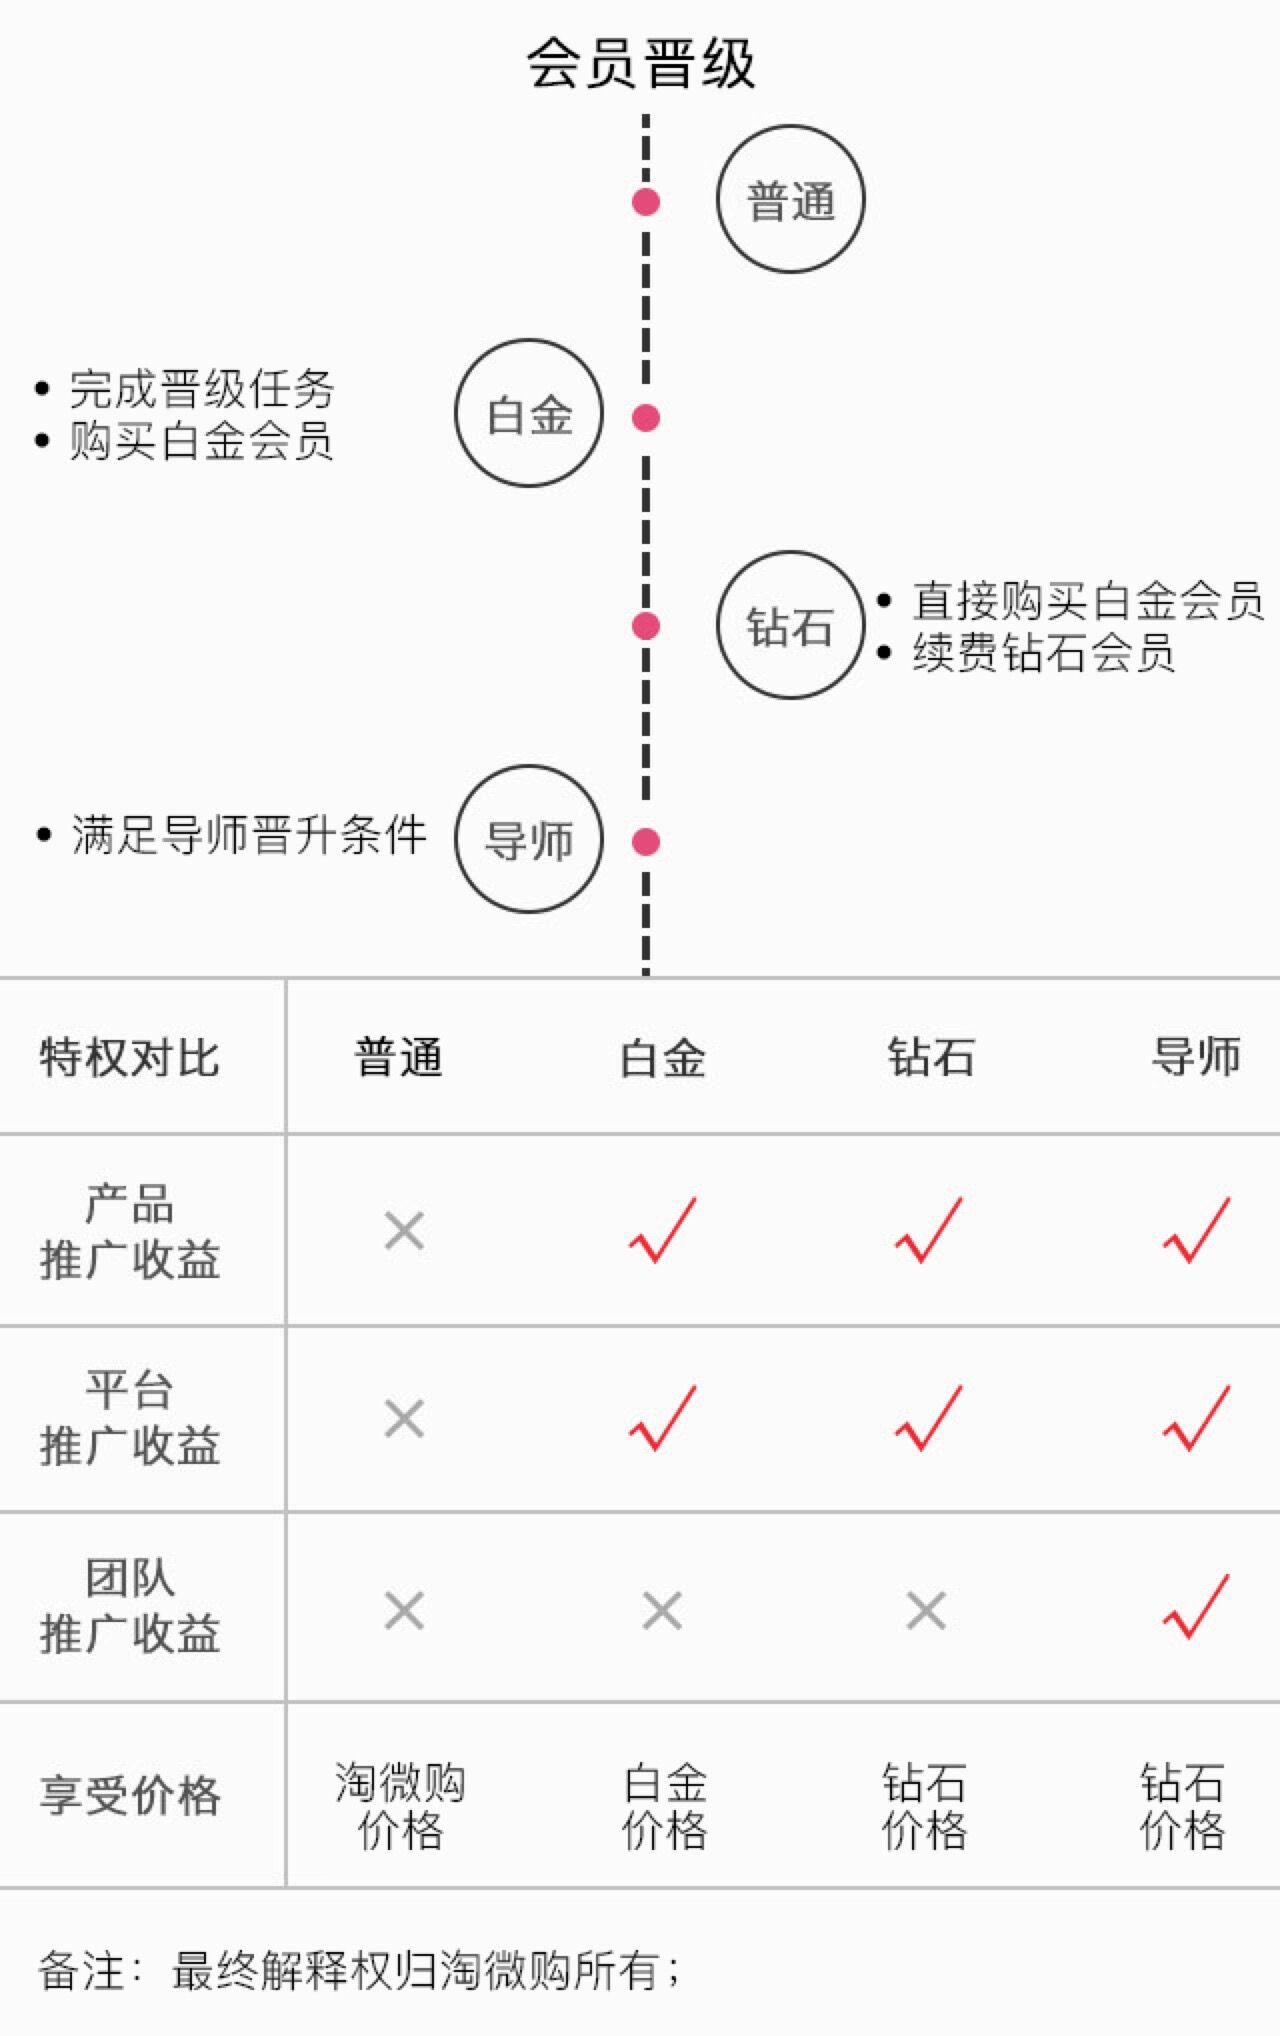 会员晋级
普通
• 完成晋级任务
• 购买白金会员
白金
钻石
• 直接购买白金会员
• 续费钻石会员
• 满足导师晋升条件
导师
特权对比 普通 白金 钻石 导师
产品
推广收益 × √ √ √
平台
推广收益 × √ √ √
团队
推广收益 × × × √
享受价格
淘微购 白金 钻石 钻石
价格 价格 价格 价格
备注：最终解释权归淘微购所有；